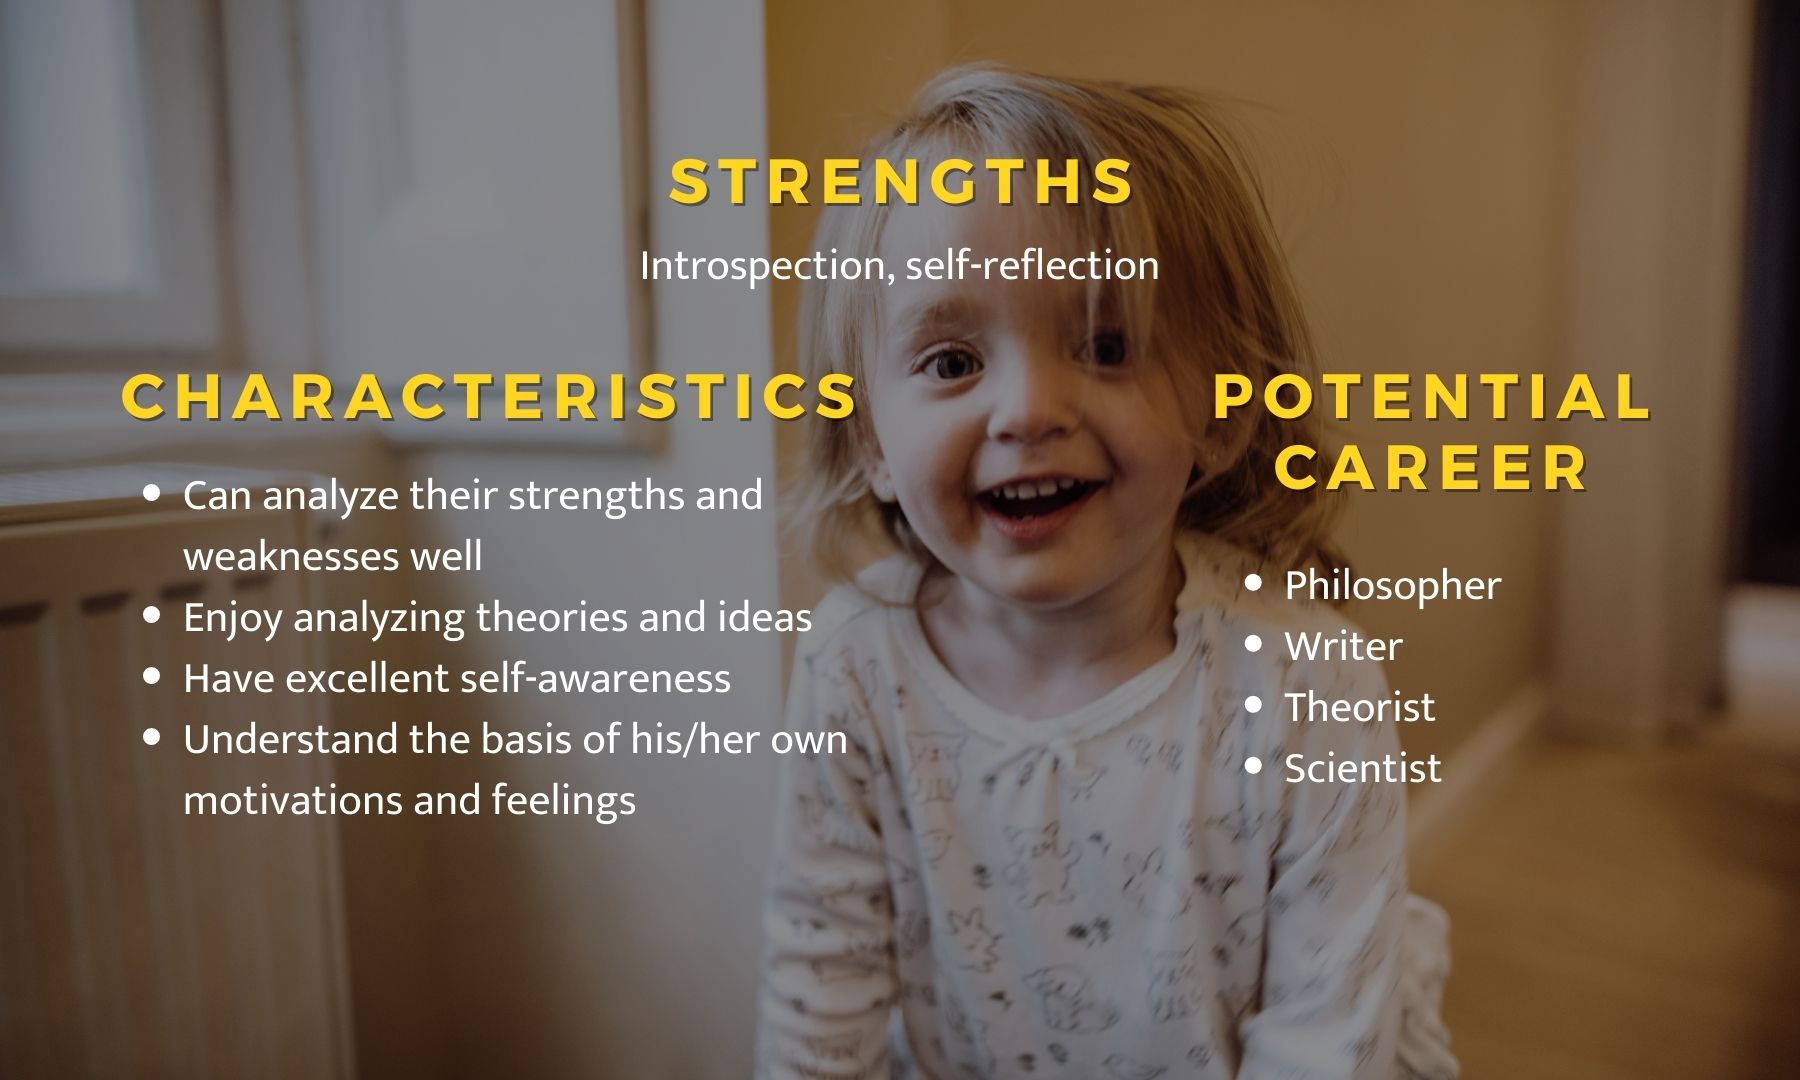 STRENGTHS
Introspection, self-reflection
CHARACTERISTICS
Can analyze their strengths and
weaknesses well
Enjoy analyzing theories and ideas
Have excellent self-awareness
Understand the basis of his/her own
motivations and feelings
POTENTIAL
CAREER
Philosopher
Writer
Theorist
Scientist